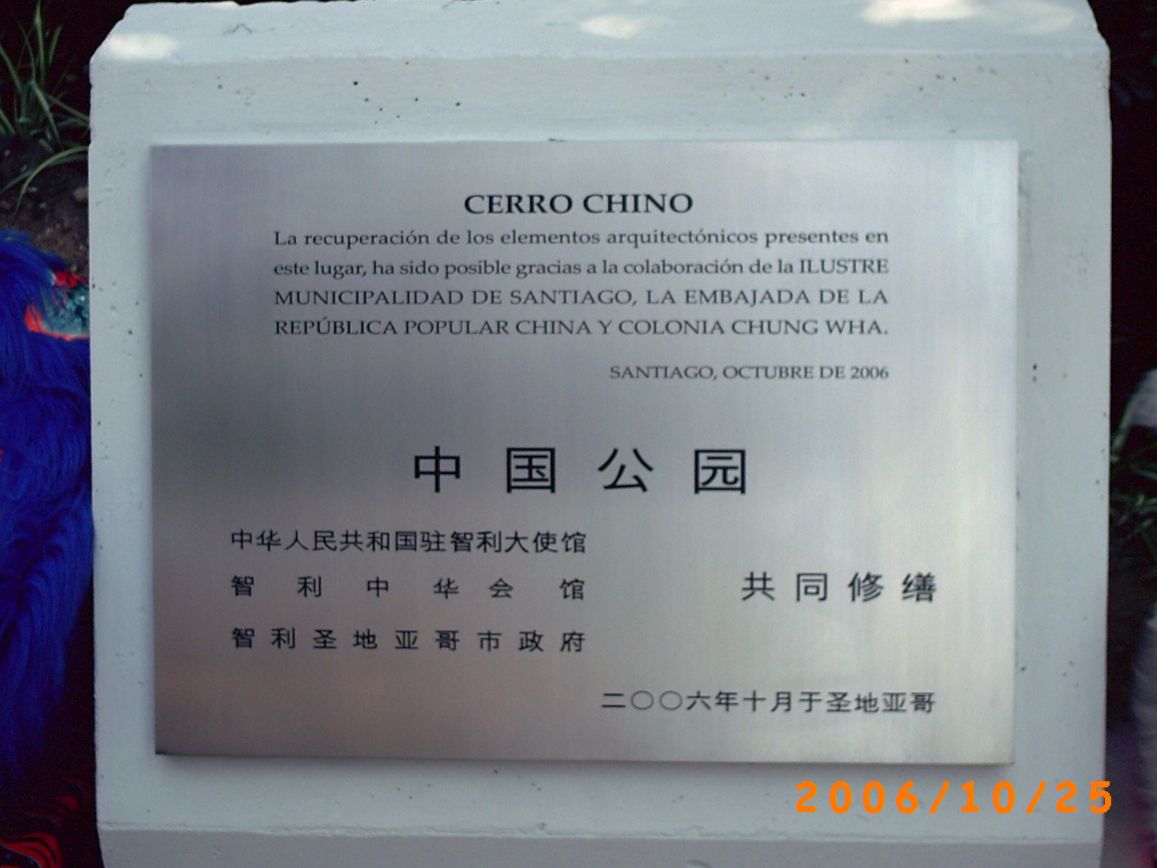 CERRO CHINO
La recuperación de los elementos arquitectónicos presentes en
este lugar, ha sido posible gracias a la colaboración de la ILUSTRE
MUNICIPALIDAD DE SANTIAGO, LA EMBAJADA DE LA
REPÚBLICA POPULAR CHINA Y COLONIA CHUNG WHA.
SANTIAGO, OCTUBRE DE 2006
中国公园
中华人民共和国驻智利大使馆
智利中华会馆
智利圣地亚哥市政府
共同修缮
二〇〇六年十月于圣地亚哥
2006/10/25